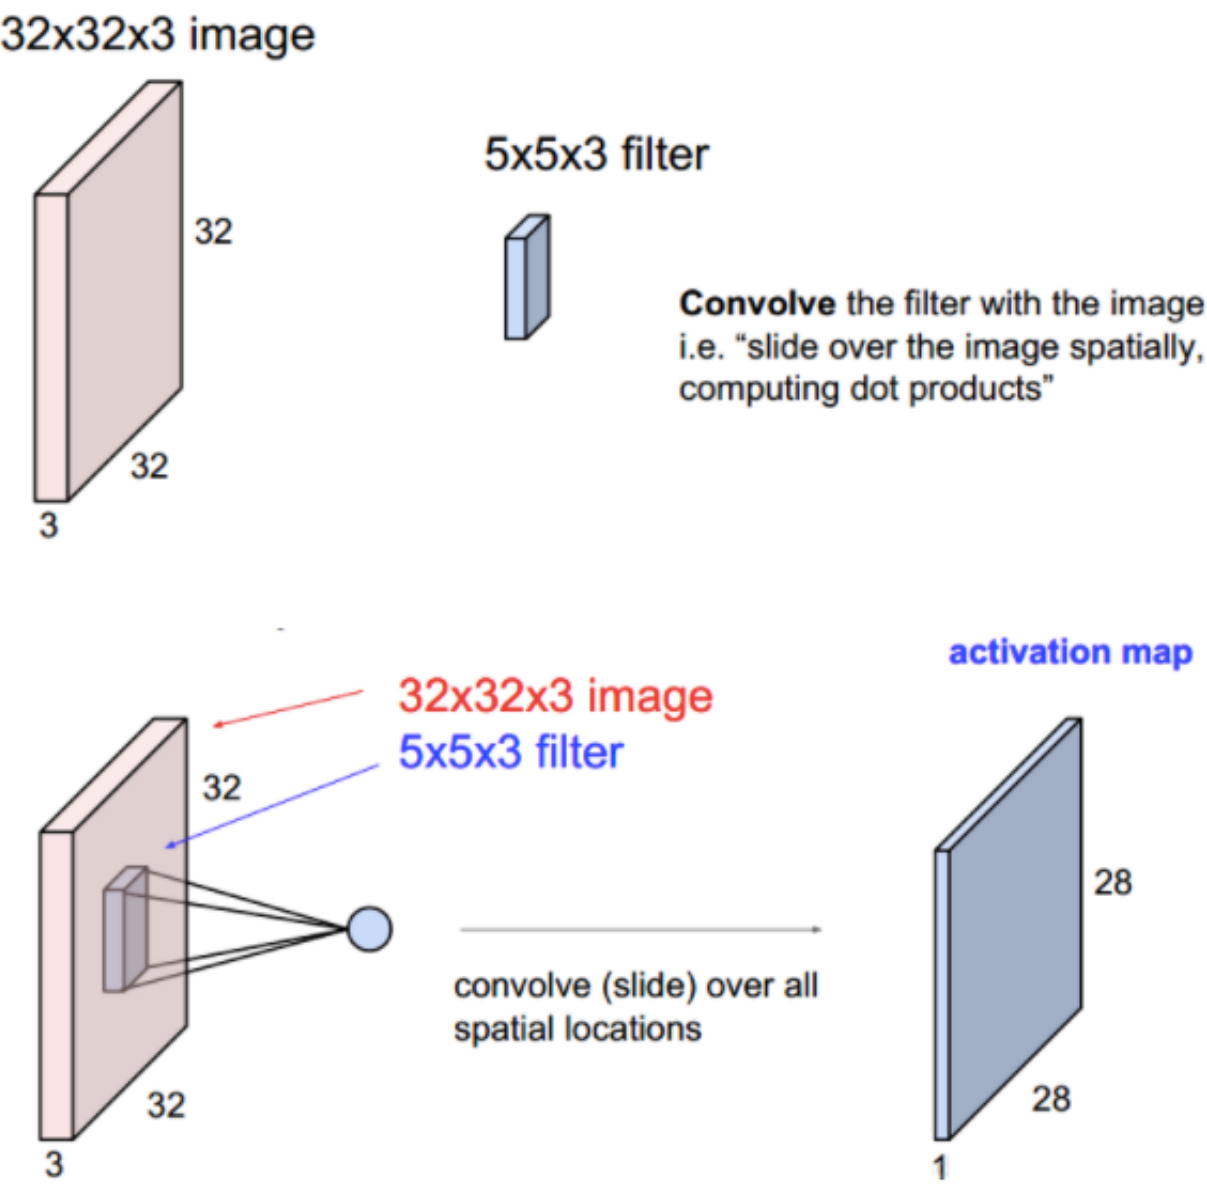 32x32x3 image
5x5x3 filter
32
Convolve the filter with the image
i.e. “slide over the image spatially,
computing dot products”
32
3
activation map
32x32x3 image
5x5x3 filter
32
28
convolve (slide) over all
spatial locations
32
28
3
1